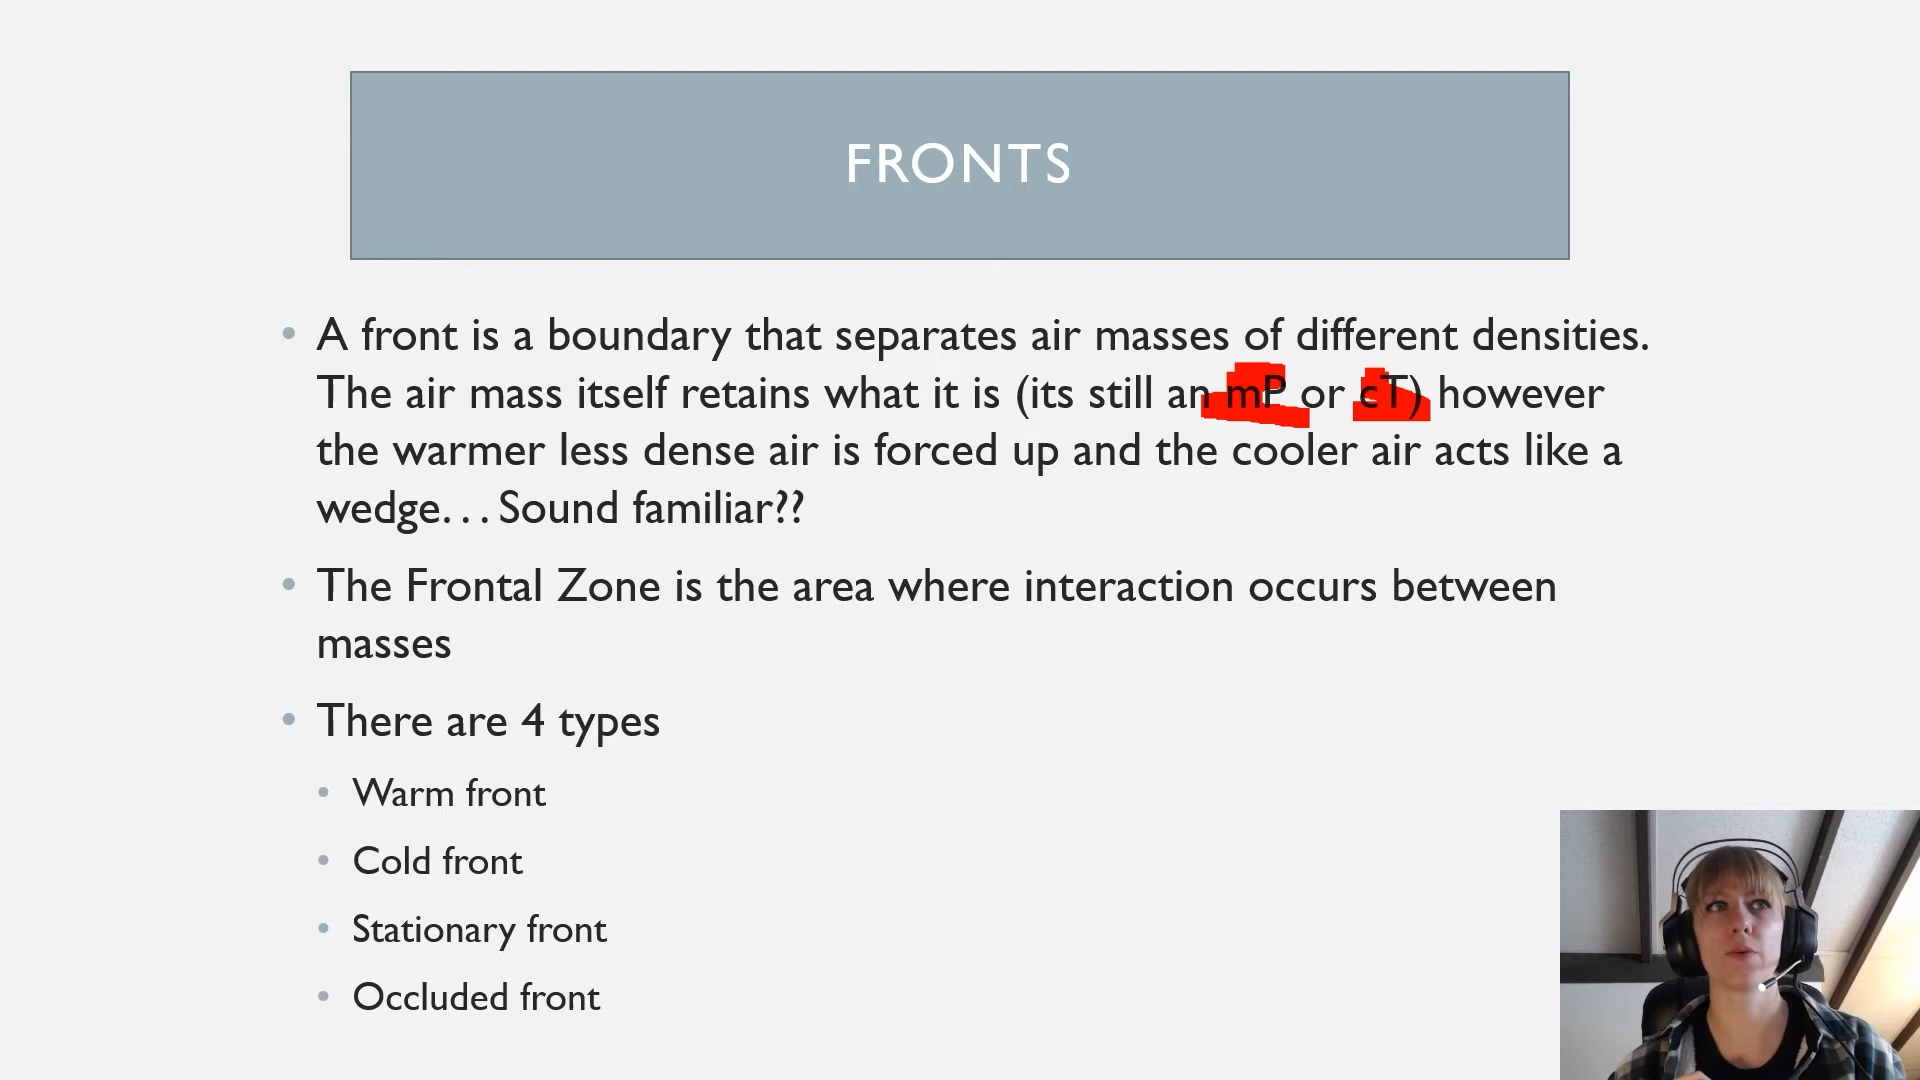 FRONTS
• A front is a boundary that separates air masses of different densities.
The air mass itself retains what it is (its still an mP or cT) however
the warmer less dense air is forced up and the cooler air acts like a
wedge. . . Sound familiar??
• The Frontal Zone is the area where interaction occurs between
masses
• There are 4 types
• Warm front
• Cold front
• Stationary front
• Occluded front